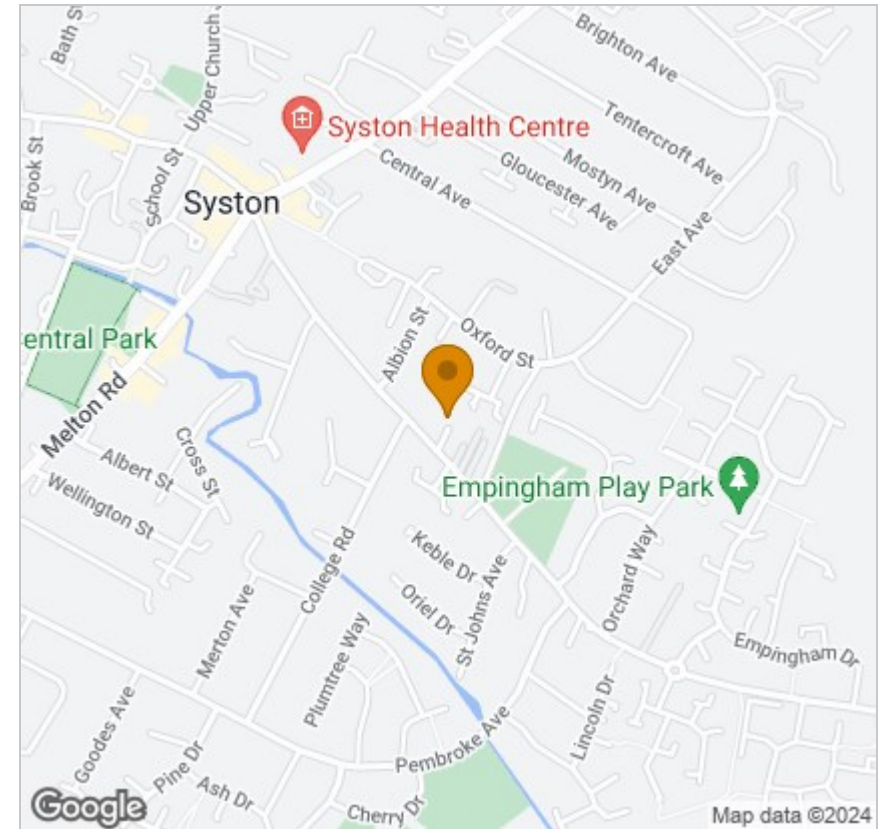 Bath St
Upper Church S
Brighton Ave
Syston Health Centre
Tentercroft Ave
Brook St
School St
Central Ave
Gloucester Ave
Mostyn Ave
Syston
East Ave
entral Park
Albion St
Oxford St
Melton Rd
Albert St
Cross St
Empingham Play Park
Wellington St
College Rd
Keble Dr
Orchard Way
Merton Ave
Oriel Dr
St Johns Ave
Plumtree Way
Empingham Dr
Goodes Ave
Lincoln Dr
Pine Dr
Pembroke Ave
Ash Dr
Cherry Dr
Google
Map data ©2024